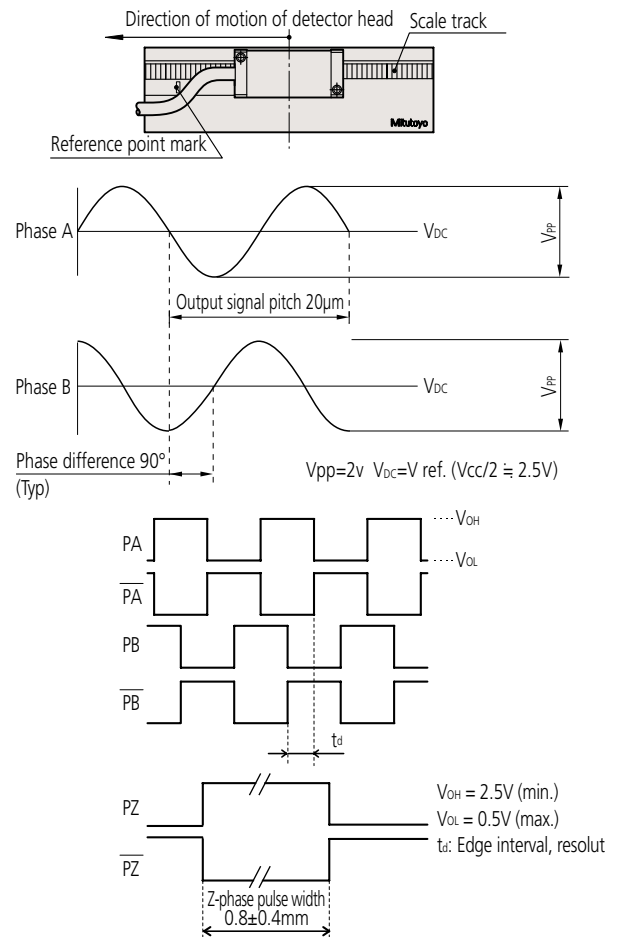 Direction of motion of detector head
Scale track
Mitutoyo
Reference point mark
Phase A
VDC
VPP
Output signal pitch 20µm
Phase B
VDC
VPP
Phase difference 90°
(Typ)
Vpp=2v VDC=V ref. (Vcc/2 ≒ 2.5V)
PA
VOH
VOL
P̅A̅
PB
P̅B̅
td
PZ
P̅Z̅
VOH = 2.5V (min.)
VOL = 0.5V (max.)
td: Edge interval, resolut
Z-phase pulse width
0.8±0.4mm